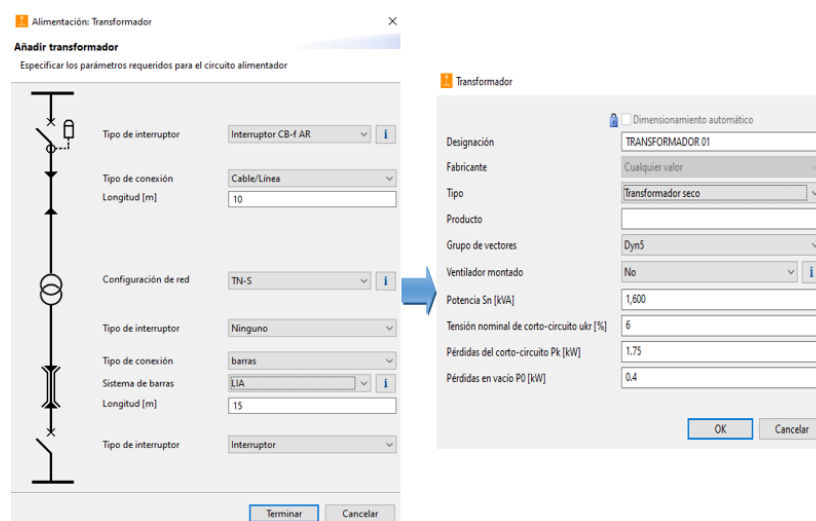 Alimentación: Transformador
Añadir transformador
Especificar los parámetros requeridos para el circuito alimentador
Tipo de interruptor Interruptor CB-f AR i
Tipo de conexión Cable/Línea
Longitud [m] 10
Configuración de red TN-S i
Tipo de interruptor Ninguno
Tipo de conexión barras
Sistema de barras LIA i
Longitud [m] 15
Tipo de interruptor Interruptor
Terminar Cancelar
Transformador
Dimensionamiento automático
Designación TRANSFORMADOR 01
Fabricante Cualquier valor
Tipo Transformador seco
Producto
Grupo de vectores Dyn5
Ventilador montado No i
Potencia Sn [kVA] 1,600
Tensión nominal de corto-circuito ukr [%] 6
Pérdidas del corto-circuito Pk [kW] 1.75
Pérdidas en vacío P0 [kW] 0.4
OK Cancelar